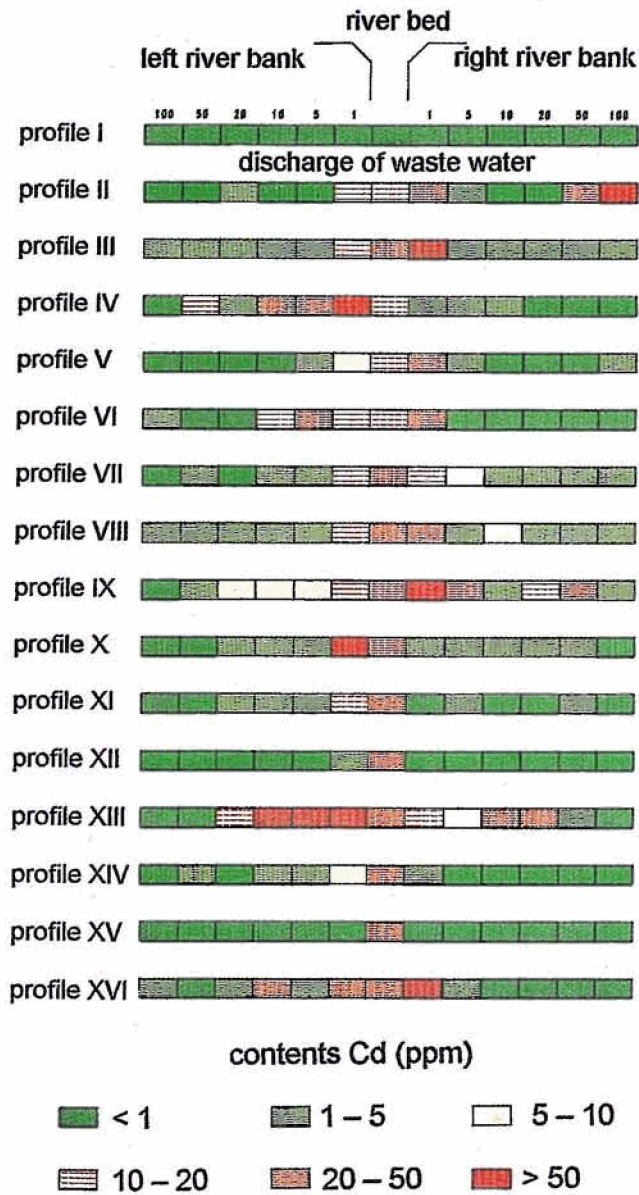 river bed
left river bank right river bank
100 50 20 10 5 1 1 5 10 20 50 100
profile I
discharge of waste water
profile II
profile III
profile IV
profile V
profile VI
profile VII
profile VIII
profile IX
profile X
profile XI
profile XII
profile XIII
profile XIV
profile XV
profile XVI
contents Cd (ppm)
< 1 1 – 5 5 – 10
10 – 20 20 – 50 > 50